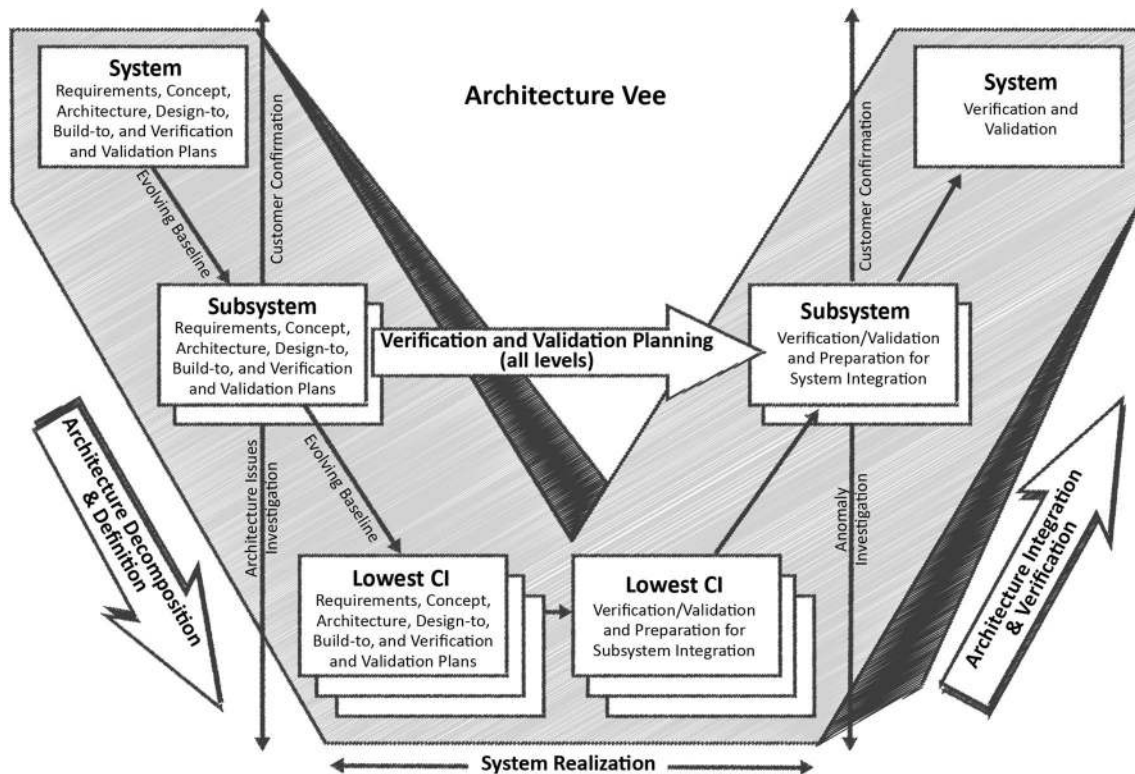 Architecture Vee
System
Requirements, Concept,
Architecture, Design-to,
Build-to, and Verification
and Validation Plans
Evolving Baseline
Customer Confirmation
Subsystem
Requirements, Concept,
Architecture, Design-to,
Build-to, and Verification
and Validation Plans
Evolving Baseline
Architecture Issues
Investigation
Architecture Decomposition
& Definition
Lowest CI
Requirements, Concept,
Architecture, Design-to,
Build-to, and Verification
and Validation Plans
Verification and Validation Planning
(all levels)
Lowest CI
Verification/Validation
and Preparation for
Subsystem Integration
Subsystem
Verification/Validation
and Preparation for
System Integration
Customer Confirmation
Anomaly
Investigation
System
Verification and
Validation
Architecture Integration
& Verification
System Realization